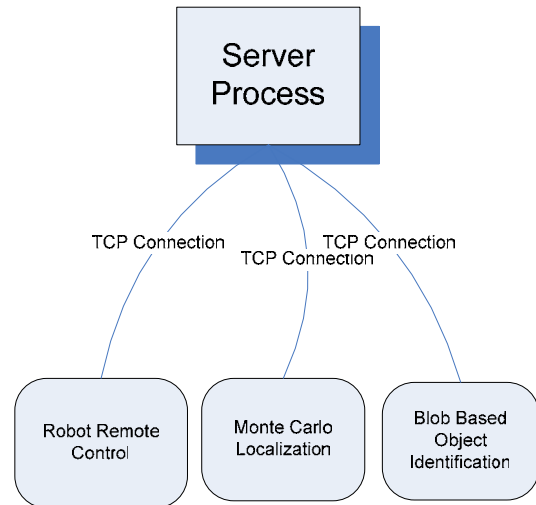 Server
Process
TCP Connection
TCP Connection
TCP Connection
Robot Remote
Control
Monte Carlo
Localization
Blob Based
Object
Identification